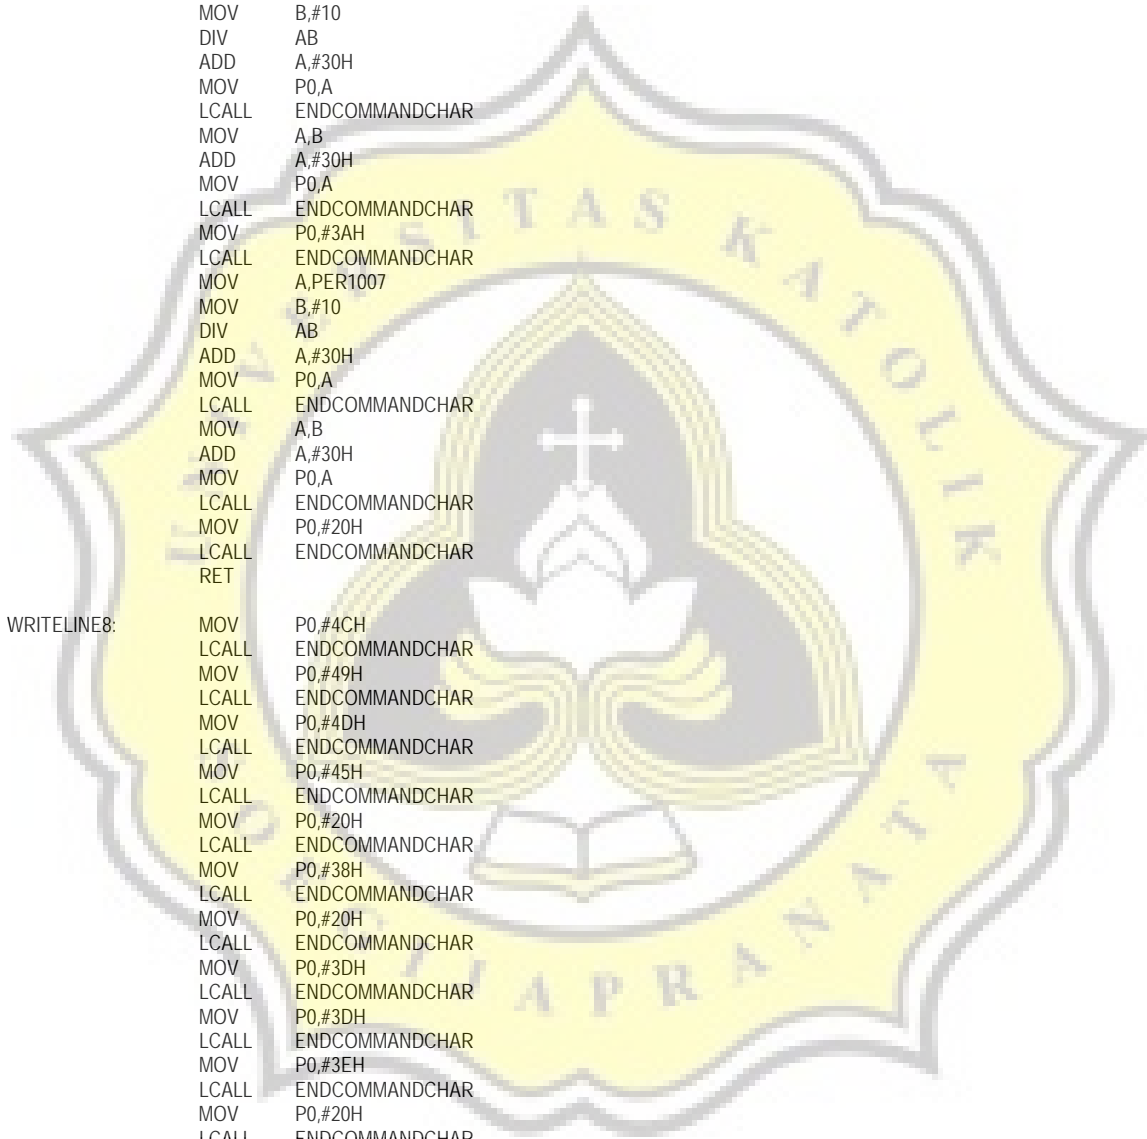 MOV B,#10
DIV AB
ADD A,#30H
MOV P0,A
LCALL ENDCOMMANDCHAR
MOV A,B
ADD A,#30H
MOV P0,A
LCALL ENDCOMMANDCHAR
MOV P0,#3AH
LCALL ENDCOMMANDCHAR
MOV A,PER1007
MOV B,#10
DIV AB
ADD A,#30H
MOV P0,A
LCALL ENDCOMMANDCHAR
MOV A,B
ADD A,#30H
MOV P0,A
LCALL ENDCOMMANDCHAR
MOV P0,#20H
LCALL ENDCOMMANDCHAR
RET
WRITELINE8: MOV P0,#4CH
LCALL ENDCOMMANDCHAR
MOV P0,#49H
LCALL ENDCOMMANDCHAR
MOV P0,#4DH
LCALL ENDCOMMANDCHAR
MOV P0,#45H
LCALL ENDCOMMANDCHAR
MOV P0,#20H
LCALL ENDCOMMANDCHAR
MOV P0,#38H
LCALL ENDCOMMANDCHAR
MOV P0,#20H
LCALL ENDCOMMANDCHAR
MOV P0,#3DH
LCALL ENDCOMMANDCHAR
MOV P0,#3DH
LCALL ENDCOMMANDCHAR
MOV P0,#3EH
LCALL ENDCOMMANDCHAR
MOV P0,#20H
LCALL ENDCOMMANDCHAR
UNIVERSITAS KATOLIK
SOEGIJAPRANATA